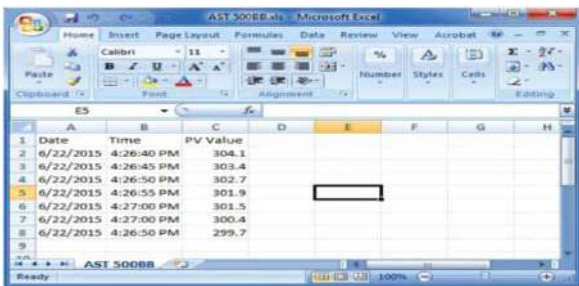 AST 500BB.xls - Microsoft Excel
Home Insert Page Layout Formulas Data Review View Acrobat
Calibri 11
Paste
B I U A A
Number Styles Cells
Clipboard Font Alignment Editing
E5 fx
A B C D E F G H
1 Date Time PV Value
2 6/22/2015 4:26:40 PM 304.1
3 6/22/2015 4:26:45 PM 303.4
4 6/22/2015 4:26:50 PM 302.7
5 6/22/2015 4:26:55 PM 301.9
6 6/22/2015 4:27:00 PM 301.5
7 6/22/2015 4:27:00 PM 300.4
8 6/22/2015 4:26:50 PM 299.7
9
AST 500BB
Ready 100%